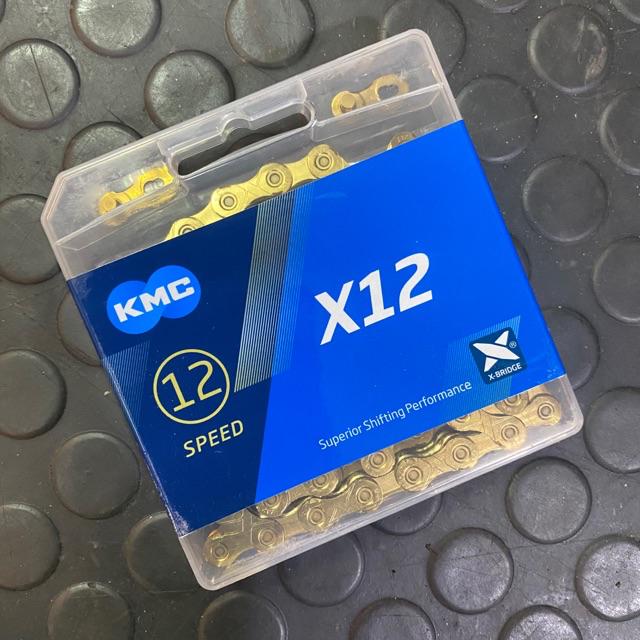 KMC
X12
12
SPEED
Superior Shifting Performance
X®
X-BRIDGE